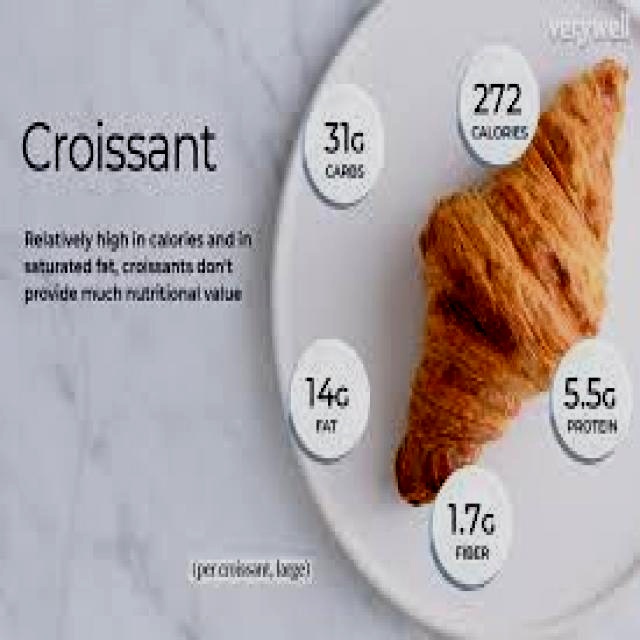 verywell
Croissant
Relatively high in calories and in
saturated fat, croissants don't
provide much nutritional value
31G
CARBS
272
CALORIES
14G
FAT
5.5G
PROTEIN
1.7G
FIBER
(per croissant, large)